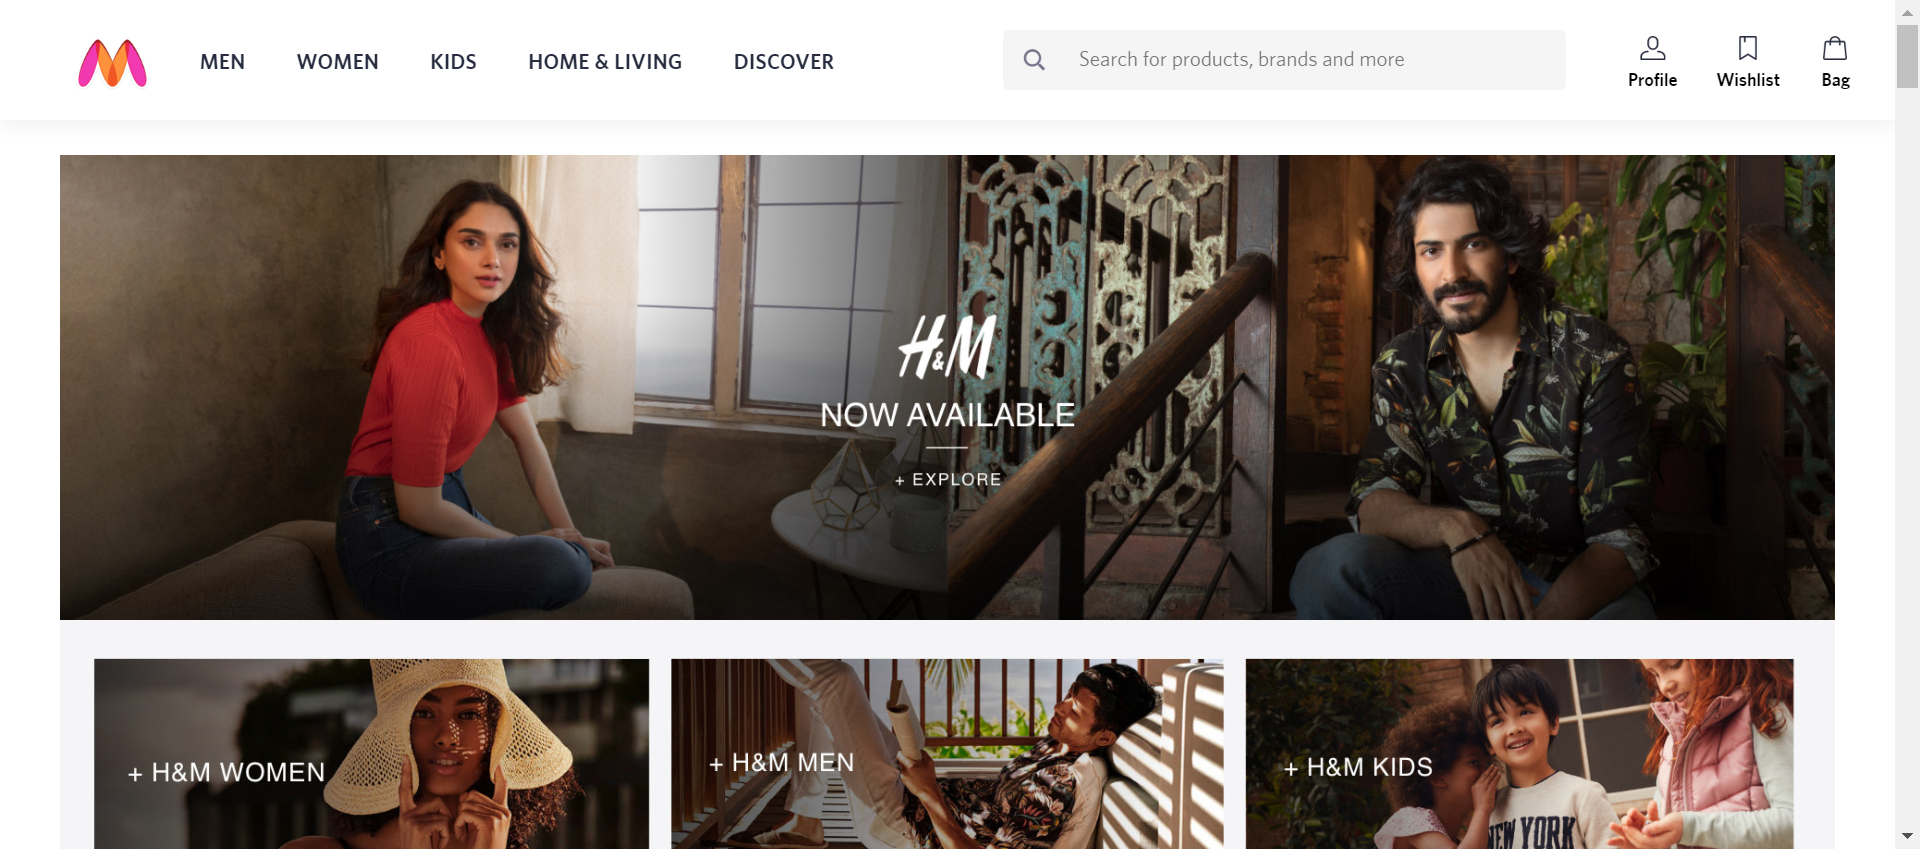 MEN WOMEN KIDS HOME & LIVING DISCOVER
Search for products, brands and more
Profile Wishlist Bag
H&M
NOW AVAILABLE
+ EXPLORE
+ H&M WOMEN
+ H&M MEN
+ H&M KIDS
NEW YORK